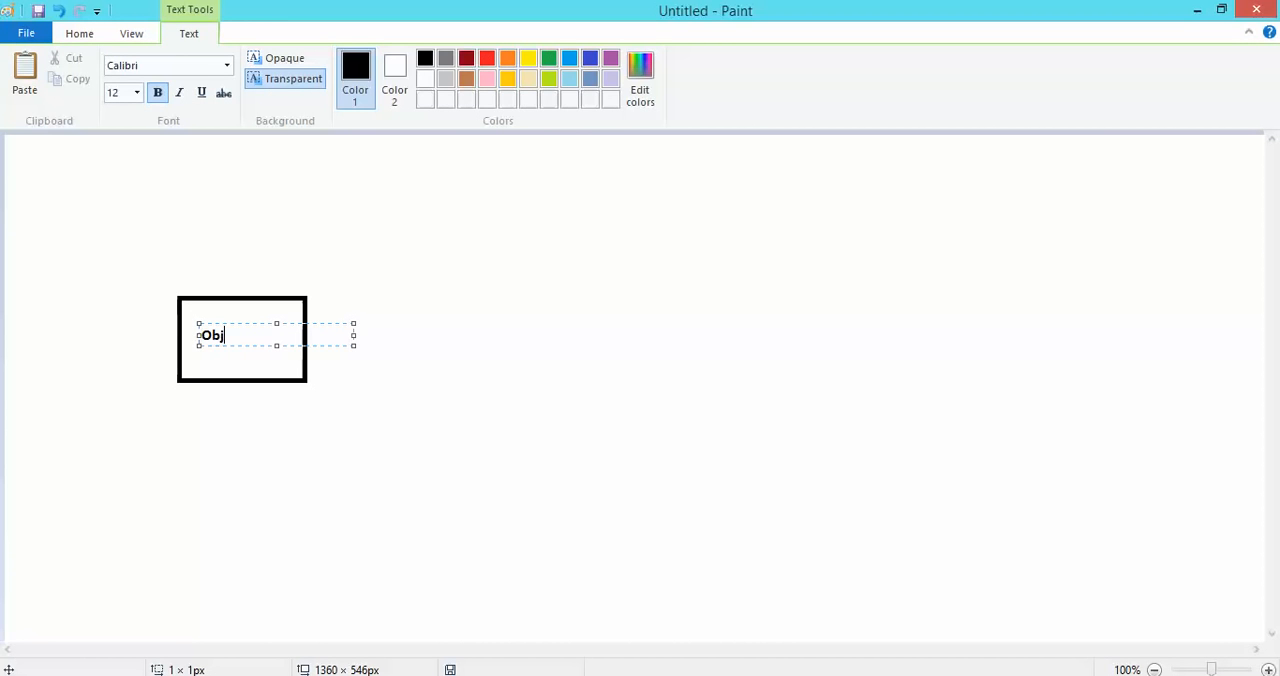 Text Tools
Untitled - Paint
File
Home
View
Text
Paste
Cut
Copy
Clipboard
Calibri
12
B
I
U
abc
Font
Opaque
Transparent
Background
Color
1
Color
2
Edit
colors
Colors
Obj
1 × 1px
1360 × 546px
100%